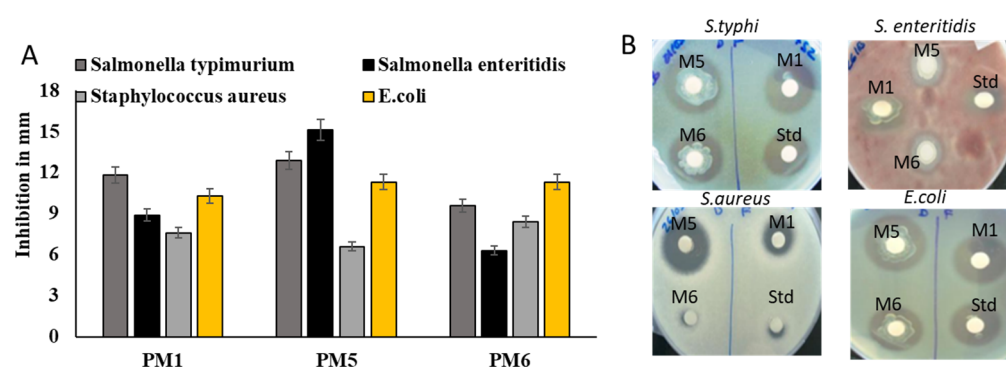 A
Salmonella typimurium
Salmonella enteritidis
Staphylococcus aureus
E.coli
Inhibition in mm
18
15
12
9
6
3
0
PM1
PM5
PM6
B
S.typhi
M5
M1
M6
Std
S. enteritidis
M5
M1
Std
M6
S.aureus
M5
M1
M6
Std
E.coli
M5
M1
M6
Std